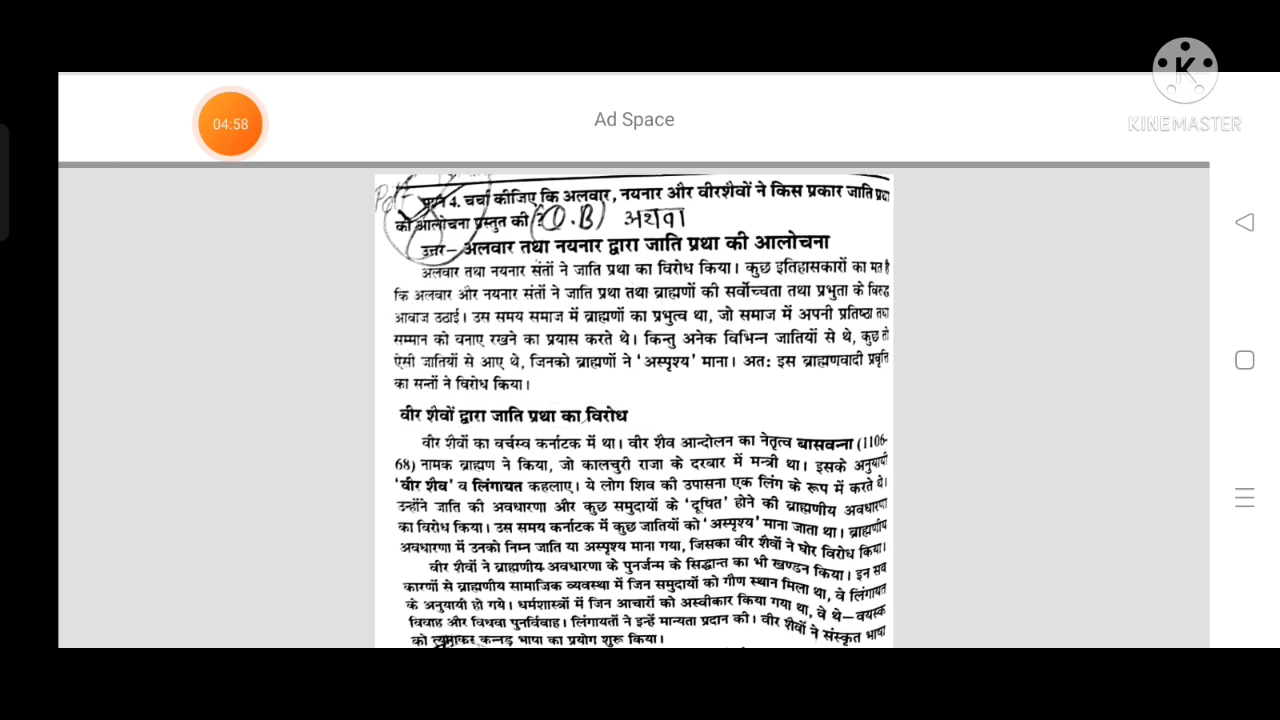 K
KINEMASTER
04:58
Ad Space
प्रश्न 4. चर्चा कीजिए कि अलवार, नयनार और वीरशैवों ने किस प्रकार जाति प्रथा
की आलोचना प्रस्तुत की ? (Q.B) अथवा
उत्तर– अलवार तथा नयनार द्वारा जाति प्रथा की आलोचना
अलवार तथा नयनार संतों ने जाति प्रथा का विरोध किया। कुछ इतिहासकारों का मत है
कि अलवार और नयनार संतों ने जाति प्रथा तथा ब्राह्मणों की सर्वोच्चता तथा प्रभुता के विरुद्ध
आवाज उठाई। उस समय समाज में ब्राह्मणों का प्रभुत्व था, जो समाज में अपनी प्रतिष्ठा तथा
सम्मान को बनाए रखने का प्रयास करते थे। किन्तु अनेक विभिन्न जातियों से थे, कुछ तो
ऐसी जातियों से आए थे, जिनको ब्राह्मणों ने ‘अस्पृश्य’ माना। अतः इस ब्राह्मणवादी प्रवृत्ति
का सन्तों ने विरोध किया।
वीर शैवों द्वारा जाति प्रथा का विरोध
वीर शैवों का वर्चस्व कर्नाटक में था। वीर शैव आन्दोलन का नेतृत्व बासवन्ना (1106-
68) नामक ब्राह्मण ने किया, जो कालचुरी राजा के दरबार में मन्त्री था। इसके अनुयायी
‘वीर शैव’ व लिंगायत कहलाए। ये लोग शिव की उपासना एक लिंग के रूप में करते थे।
उन्होंने जाति की अवधारणा और कुछ समुदायों के ‘दूषित’ होने की ब्राह्मणीय अवधारणा
का विरोध किया। उस समय कर्नाटक में कुछ जातियों को ‘अस्पृश्य’ माना जाता था। ब्राह्मणीय
अवधारणा में उनको निम्न जाति या अस्पृश्य माना गया, जिसका वीर शैवों ने घोर विरोध किया।
वीर शैवों ने ब्राह्मणीय अवधारणा के पुनर्जन्म के सिद्धान्त का भी खण्डन किया। इन सब
कारणों से ब्राह्मणीय सामाजिक व्यवस्था में जिन समुदायों को गौण स्थान मिला था, वे लिंगायत
के अनुयायी हो गये। धर्मशास्त्रों में जिन आचारों को अस्वीकार किया गया था, वे थे–वयस्क
विवाह और विधवा पुनर्विवाह। लिंगायतों ने इन्हें मान्यता प्रदान की। वीर शैवों ने संस्कृत भाषा
को त्यागकर कन्नड़ भाषा का प्रयोग शुरू किया।